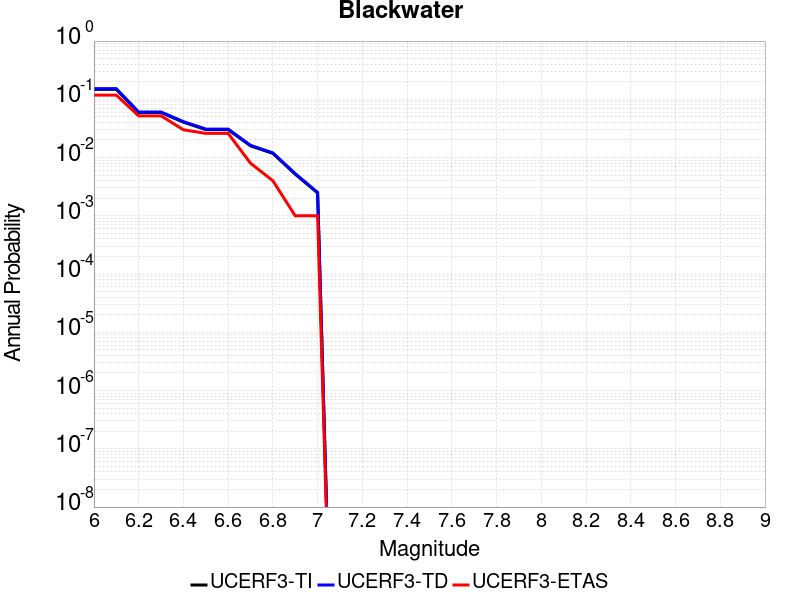 Blackwater
10^0
10^-1
10^-2
10^-3
10^-4
10^-5
10^-6
10^-7
10^-8
Annual Probability
6 6.2 6.4 6.6 6.8 7 7.2 7.4 7.6 7.8 8 8.2 8.4 8.6 8.8 9
Magnitude
UCERF3-TI UCERF3-TD UCERF3-ETAS